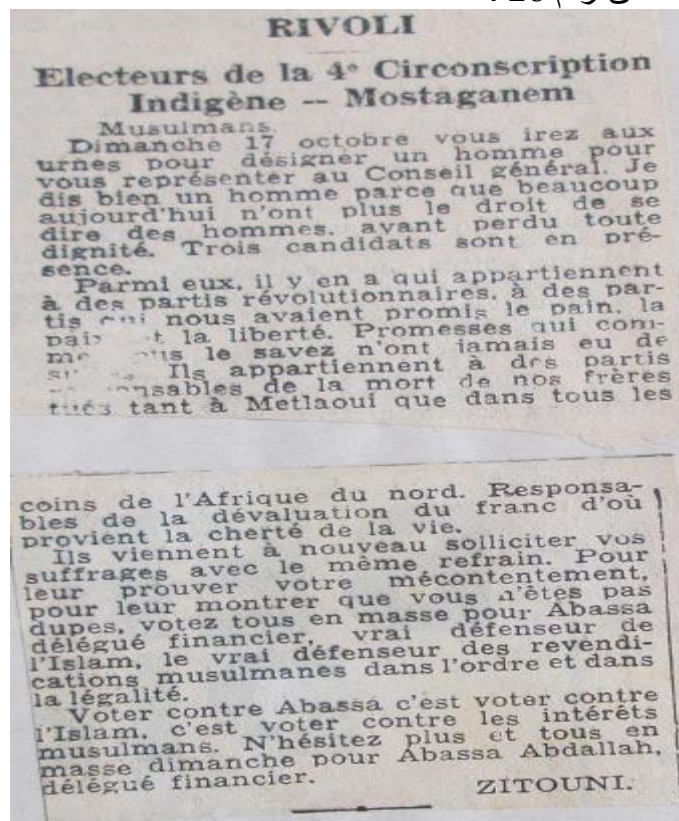 RIVOLI
Electeurs de la 4e Circonscription
Indigène -- Mostaganem
Musulmans,
Dimanche 17 octobre vous irez aux
urnes pour désigner un homme pour
vous représenter au Conseil général. Je
dis bien un homme parce que beaucoup
aujourd'hui n'ont plus le droit de se
dire des hommes, ayant perdu toute
dignité. Trois candidats sont en pré-
sence.
Parmi eux, il y en a qui appartiennent
à des partis révolutionnaires, à des par-
tis qui nous avaient promis le pain, la
la liberté. Promesses qui com-
le savez n'ont jamais eu de
Ils appartiennent à des partis
de la mort de nos frères
tués tant à Metlaoui que dans tous les
coins de l'Afrique du nord. Responsa-
bles de la dévaluation du franc d'où
provient la cherté de la vie.
Ils viennent à nouveau solliciter vos
suffrages avec le même refrain. Pour
leur prouver votre mécontentement,
pour leur montrer que vous n'êtes pas
dupes, votez tous en masse pour Abassa
délégué financier, vrai défenseur de
l'Islam, le vrai défenseur des revendi-
cations musulmanes dans l'ordre et dans
la légalité.
Voter contre Abassa c'est voter contre
l'Islam, c'est voter contre les intérêts
musulmans. N'hésitez plus et tous en
masse dimanche pour Abassa Abdallah,
délégué financier.
ZITOUNI.